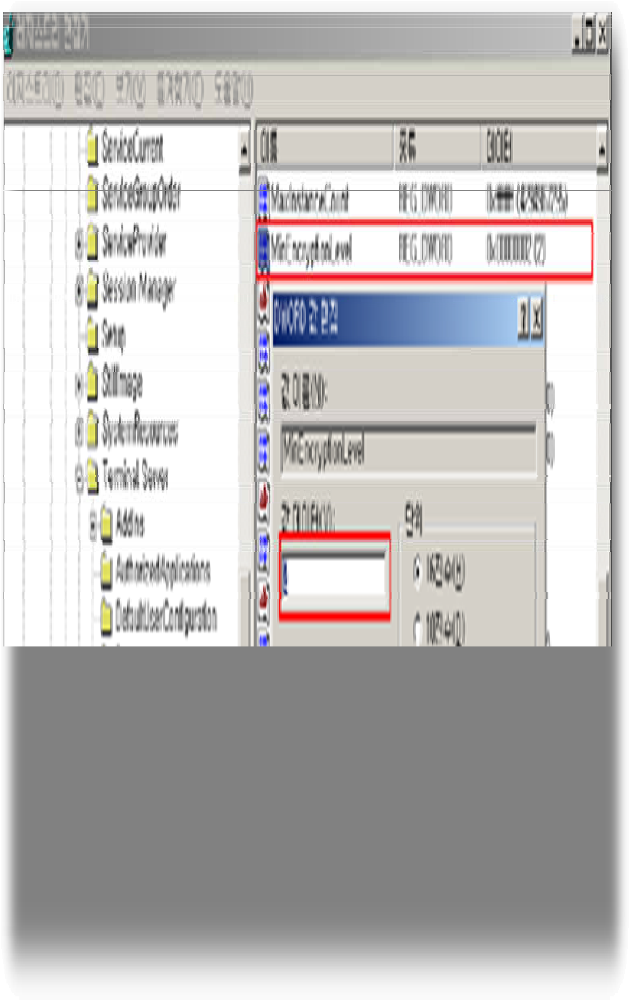 레지스트리 편집기
레지스트리(R) 편집(E) 보기(V) 즐겨찾기(F) 도움말(H)
ServiceCurrent
ServiceGroupOrder
ServiceProvider
Session Manager
Setup
StillImage
SystemResources
Terminal Server
AddIns
AuthorizedApplications
DefaultUserConfiguration
이름 종류 데이터
MaxInstanceCount REG_DWORD 0xffffffff (4294967295)
MinEncryptionLevel REG_DWORD 0x00000002 (2)
DWORD 값 편집
값 이름(N):
MinEncryptionLevel
값 데이터(V):
단위
16진수(H)
10진수(D)